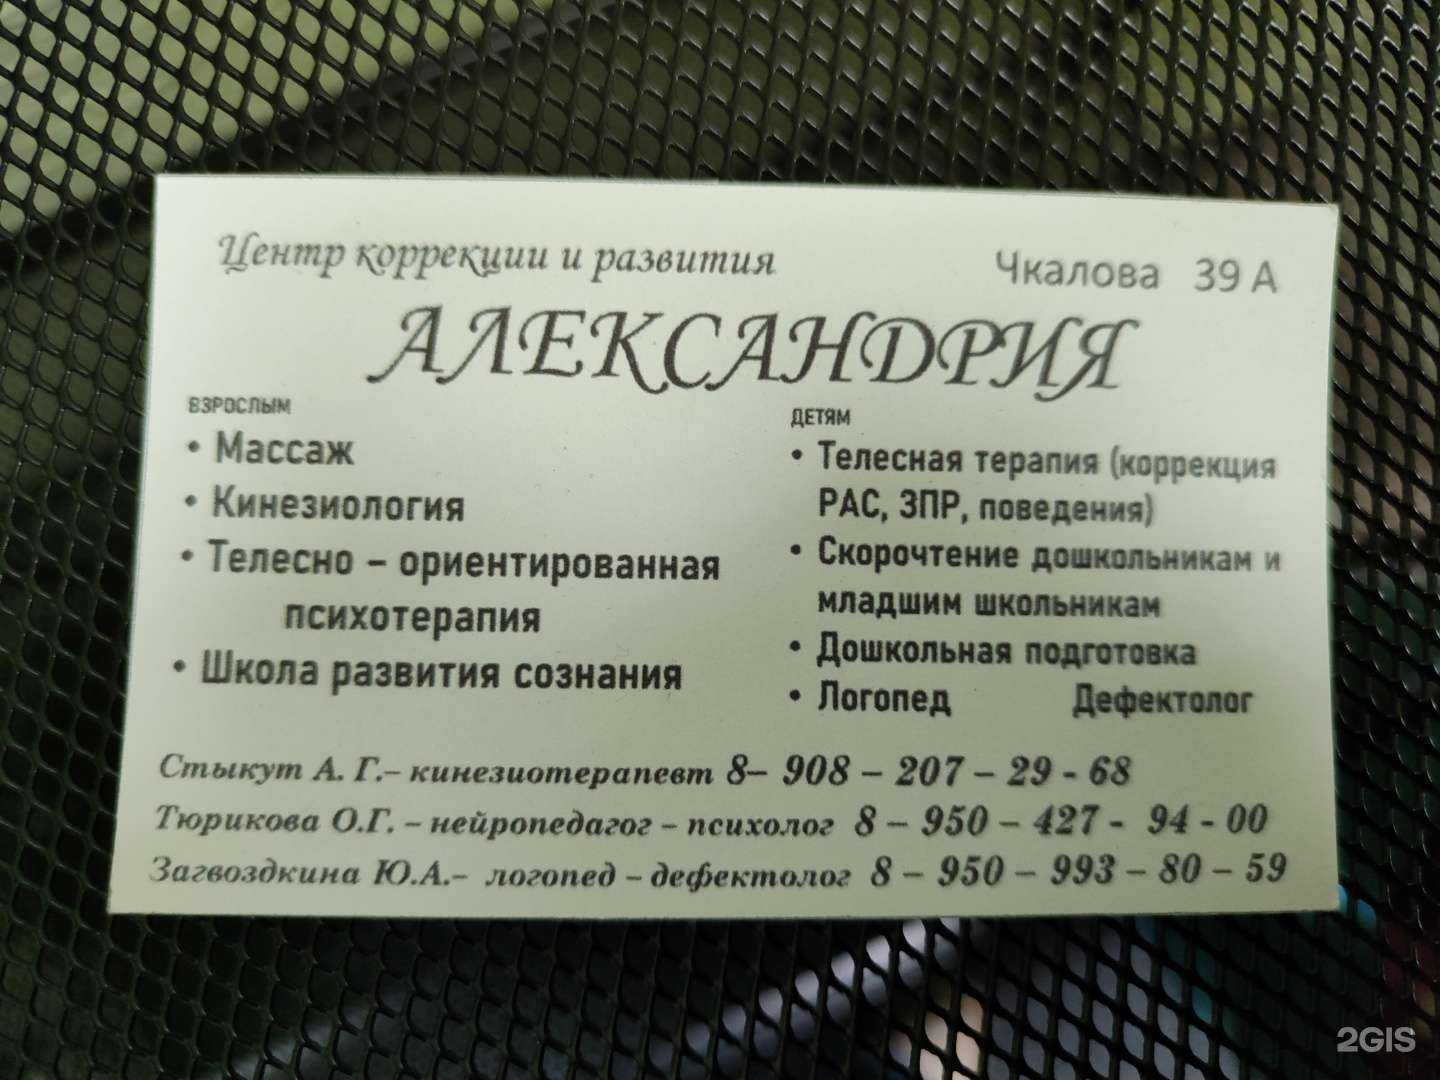 Центр коррекции и развития
Чкалова 39 А
АЛЕКСАНДРИЯ
ВЗРОСЛЫМ
• Массаж
• Кинезиология
• Телесно – ориентированная
психотерапия
• Школа развития сознания
ДЕТЯМ
• Телесная терапия (коррекция
РАС, ЗПР, поведения)
• Скорочтение дошкольникам и
младшим школьникам
• Дошкольная подготовка
• Логопед Дефектолог
Стыкут А. Г.– кинезиотерапевт 8– 908 – 207 – 29 - 68
Тюрикова О.Г. – нейропедагог – психолог 8 – 950 – 427 - 94 - 00
Загвоздкина Ю.А.– логопед – дефектолог 8 – 950 – 993 – 80 – 59
2GIS